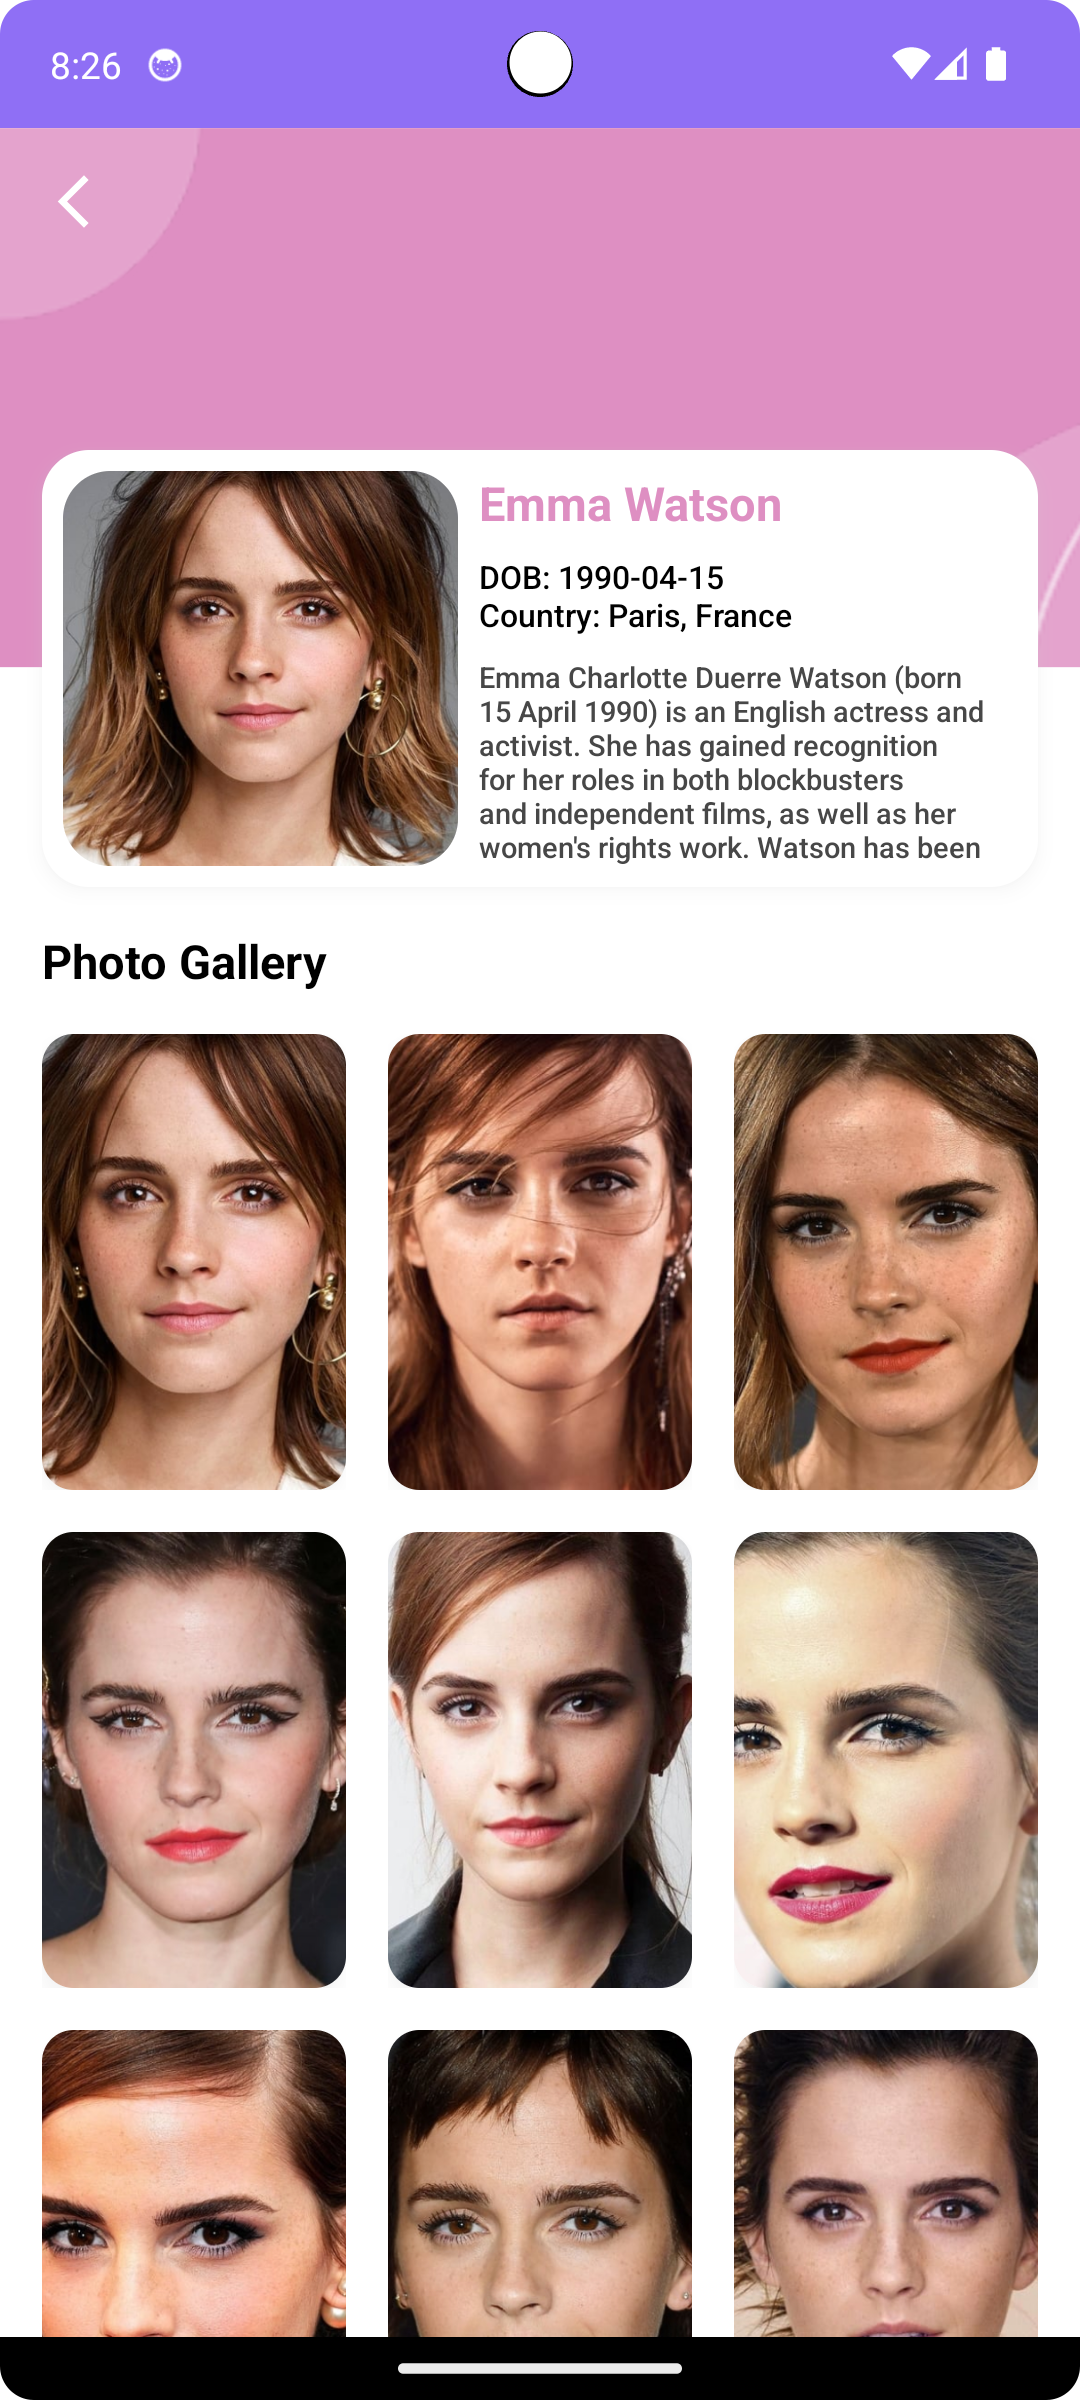 8:26
Emma Watson
DOB: 1990-04-15
Country: Paris, France
Emma Charlotte Duerre Watson (born
15 April 1990) is an English actress and
activist. She has gained recognition
for her roles in both blockbusters
and independent films, as well as her
women's rights work. Watson has been
Photo Gallery